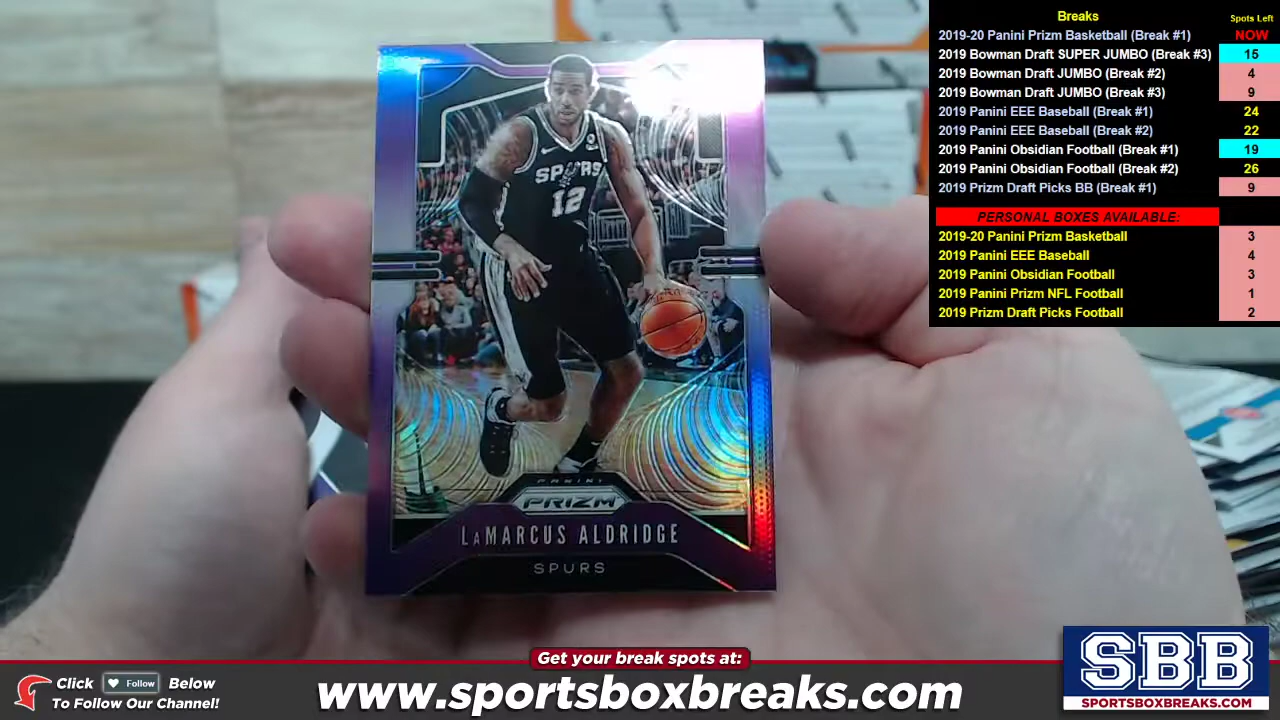 Breaks
Spots Left
2019-20 Panini Prizm Basketball (Break #1) NOW
2019 Bowman Draft SUPER JUMBO (Break #3) 15
2019 Bowman Draft JUMBO (Break #2) 4
2019 Bowman Draft JUMBO (Break #3) 9
2019 Panini EEE Baseball (Break #1) 24
2019 Panini EEE Baseball (Break #2) 22
2019 Panini Obsidian Football (Break #1) 19
2019 Panini Obsidian Football (Break #2) 26
2019 Prizm Draft Picks BB (Break #1) 9
PERSONAL BOXES AVAILABLE:
2019-20 Panini Prizm Basketball 3
2019 Panini EEE Baseball 4
2019 Panini Obsidian Football 3
2019 Panini Prizm NFL Football 1
2019 Prizm Draft Picks Football 2
SPURS
12
PANINI
PRIZM
LaMARCUS ALDRIDGE
SPURS
Get your break spots at:
Click Follow Below
To Follow Our Channel!
www.sportsboxbreaks.com
SBB
SPORTSBOXBREAKS.COM